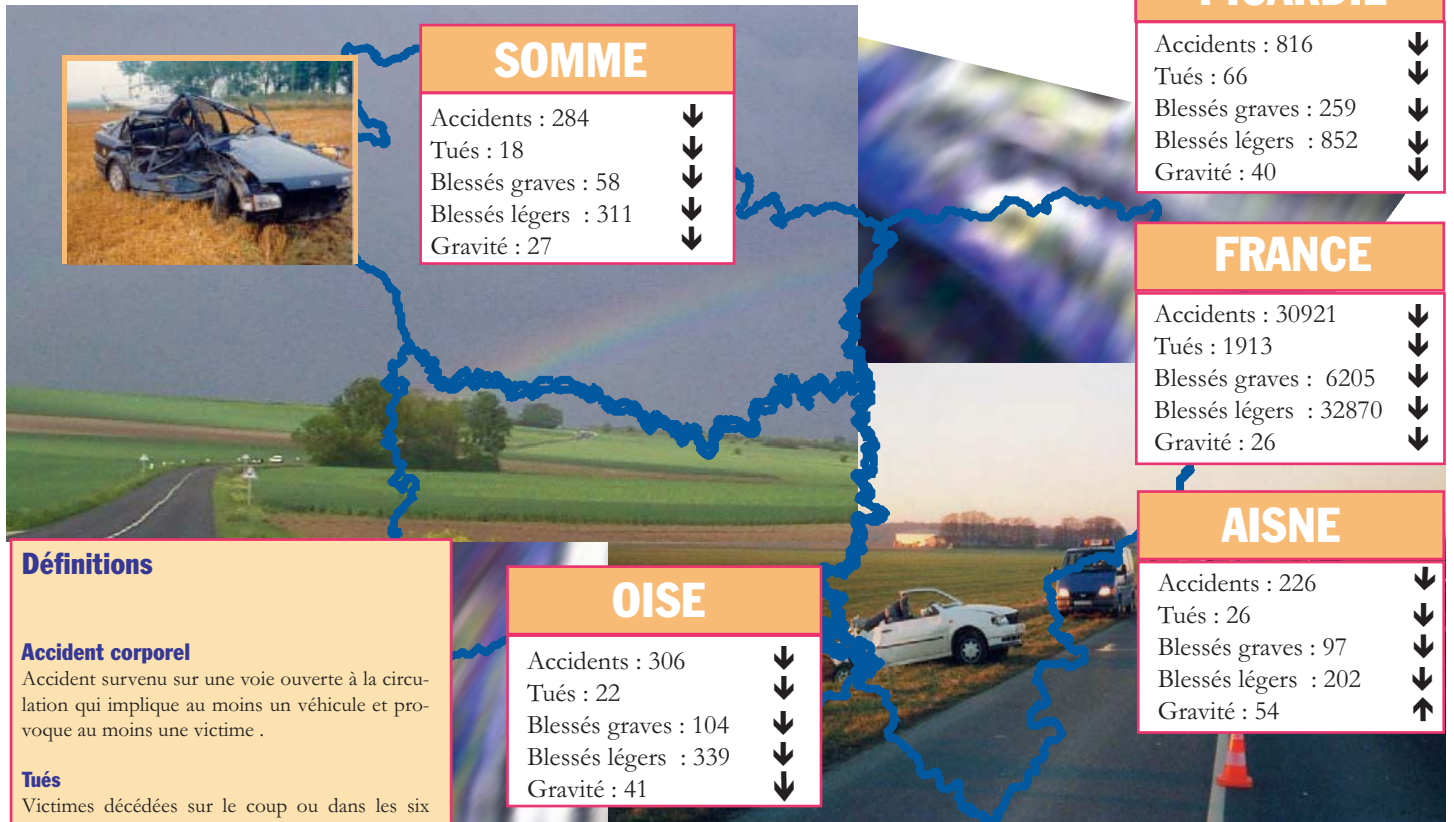 SOMME
Accidents : 284
Tués : 18
Blessés graves : 58
Blessés légers : 311
Gravité : 27
PICARDIE
Accidents : 816
Tués : 66
Blessés graves : 259
Blessés légers : 852
Gravité : 40
FRANCE
Accidents : 30921
Tués : 1913
Blessés graves : 6205
Blessés légers : 32870
Gravité : 26
AISNE
Accidents : 226
Tués : 26
Blessés graves : 97
Blessés légers : 202
Gravité : 54
OISE
Accidents : 306
Tués : 22
Blessés graves : 104
Blessés légers : 339
Gravité : 41
Définitions
Accident corporel
Accident survenu sur une voie ouverte à la circu-
lation qui implique au moins un véhicule et pro-
voque au moins une victime .
Tués
Victimes décédées sur le coup ou dans les six